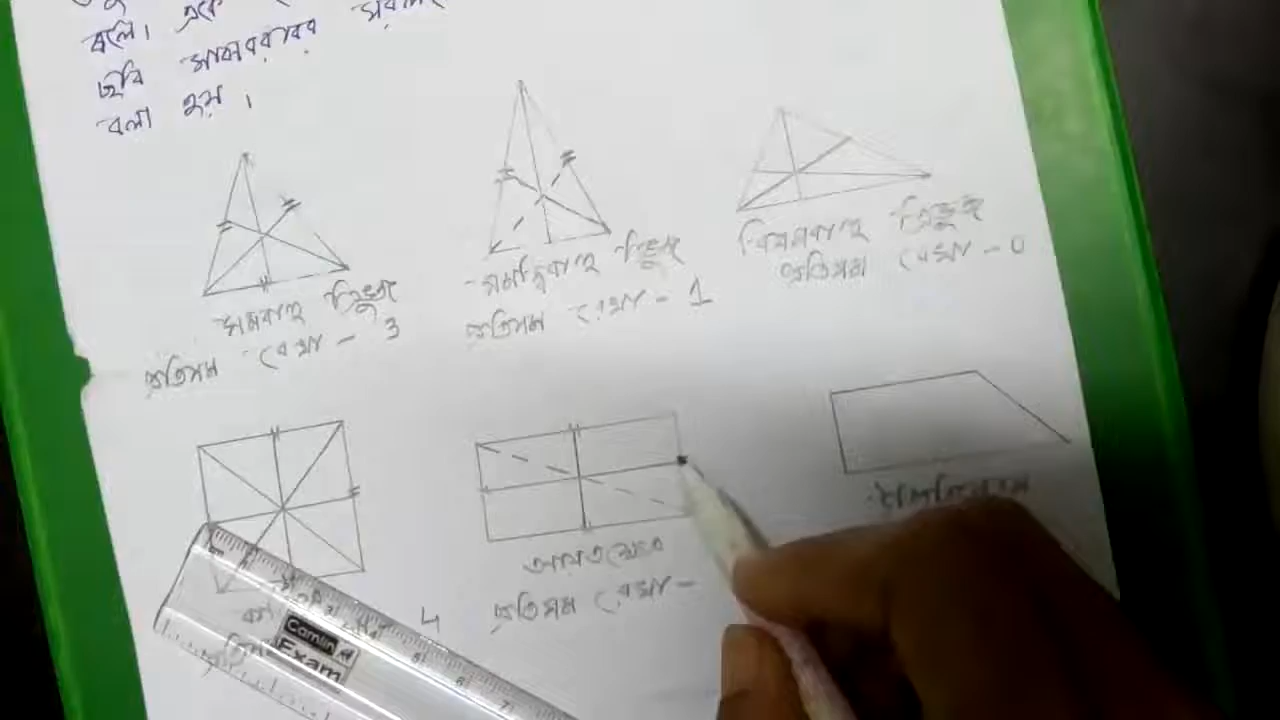 বলে। একে
ছবি
বলা হয় ।
সমবাহু ত্রিভুজ
প্রতিসম রেখা - 3
সমদ্বিবাহু ত্রিভুজ
প্রতিসম রেখা - 1
বিষমবাহু ত্রিভুজ
প্রতিসম রেখা - 0
4
আয়তক্ষেত্র
প্রতিসম রেখা -
Camlin
Exam